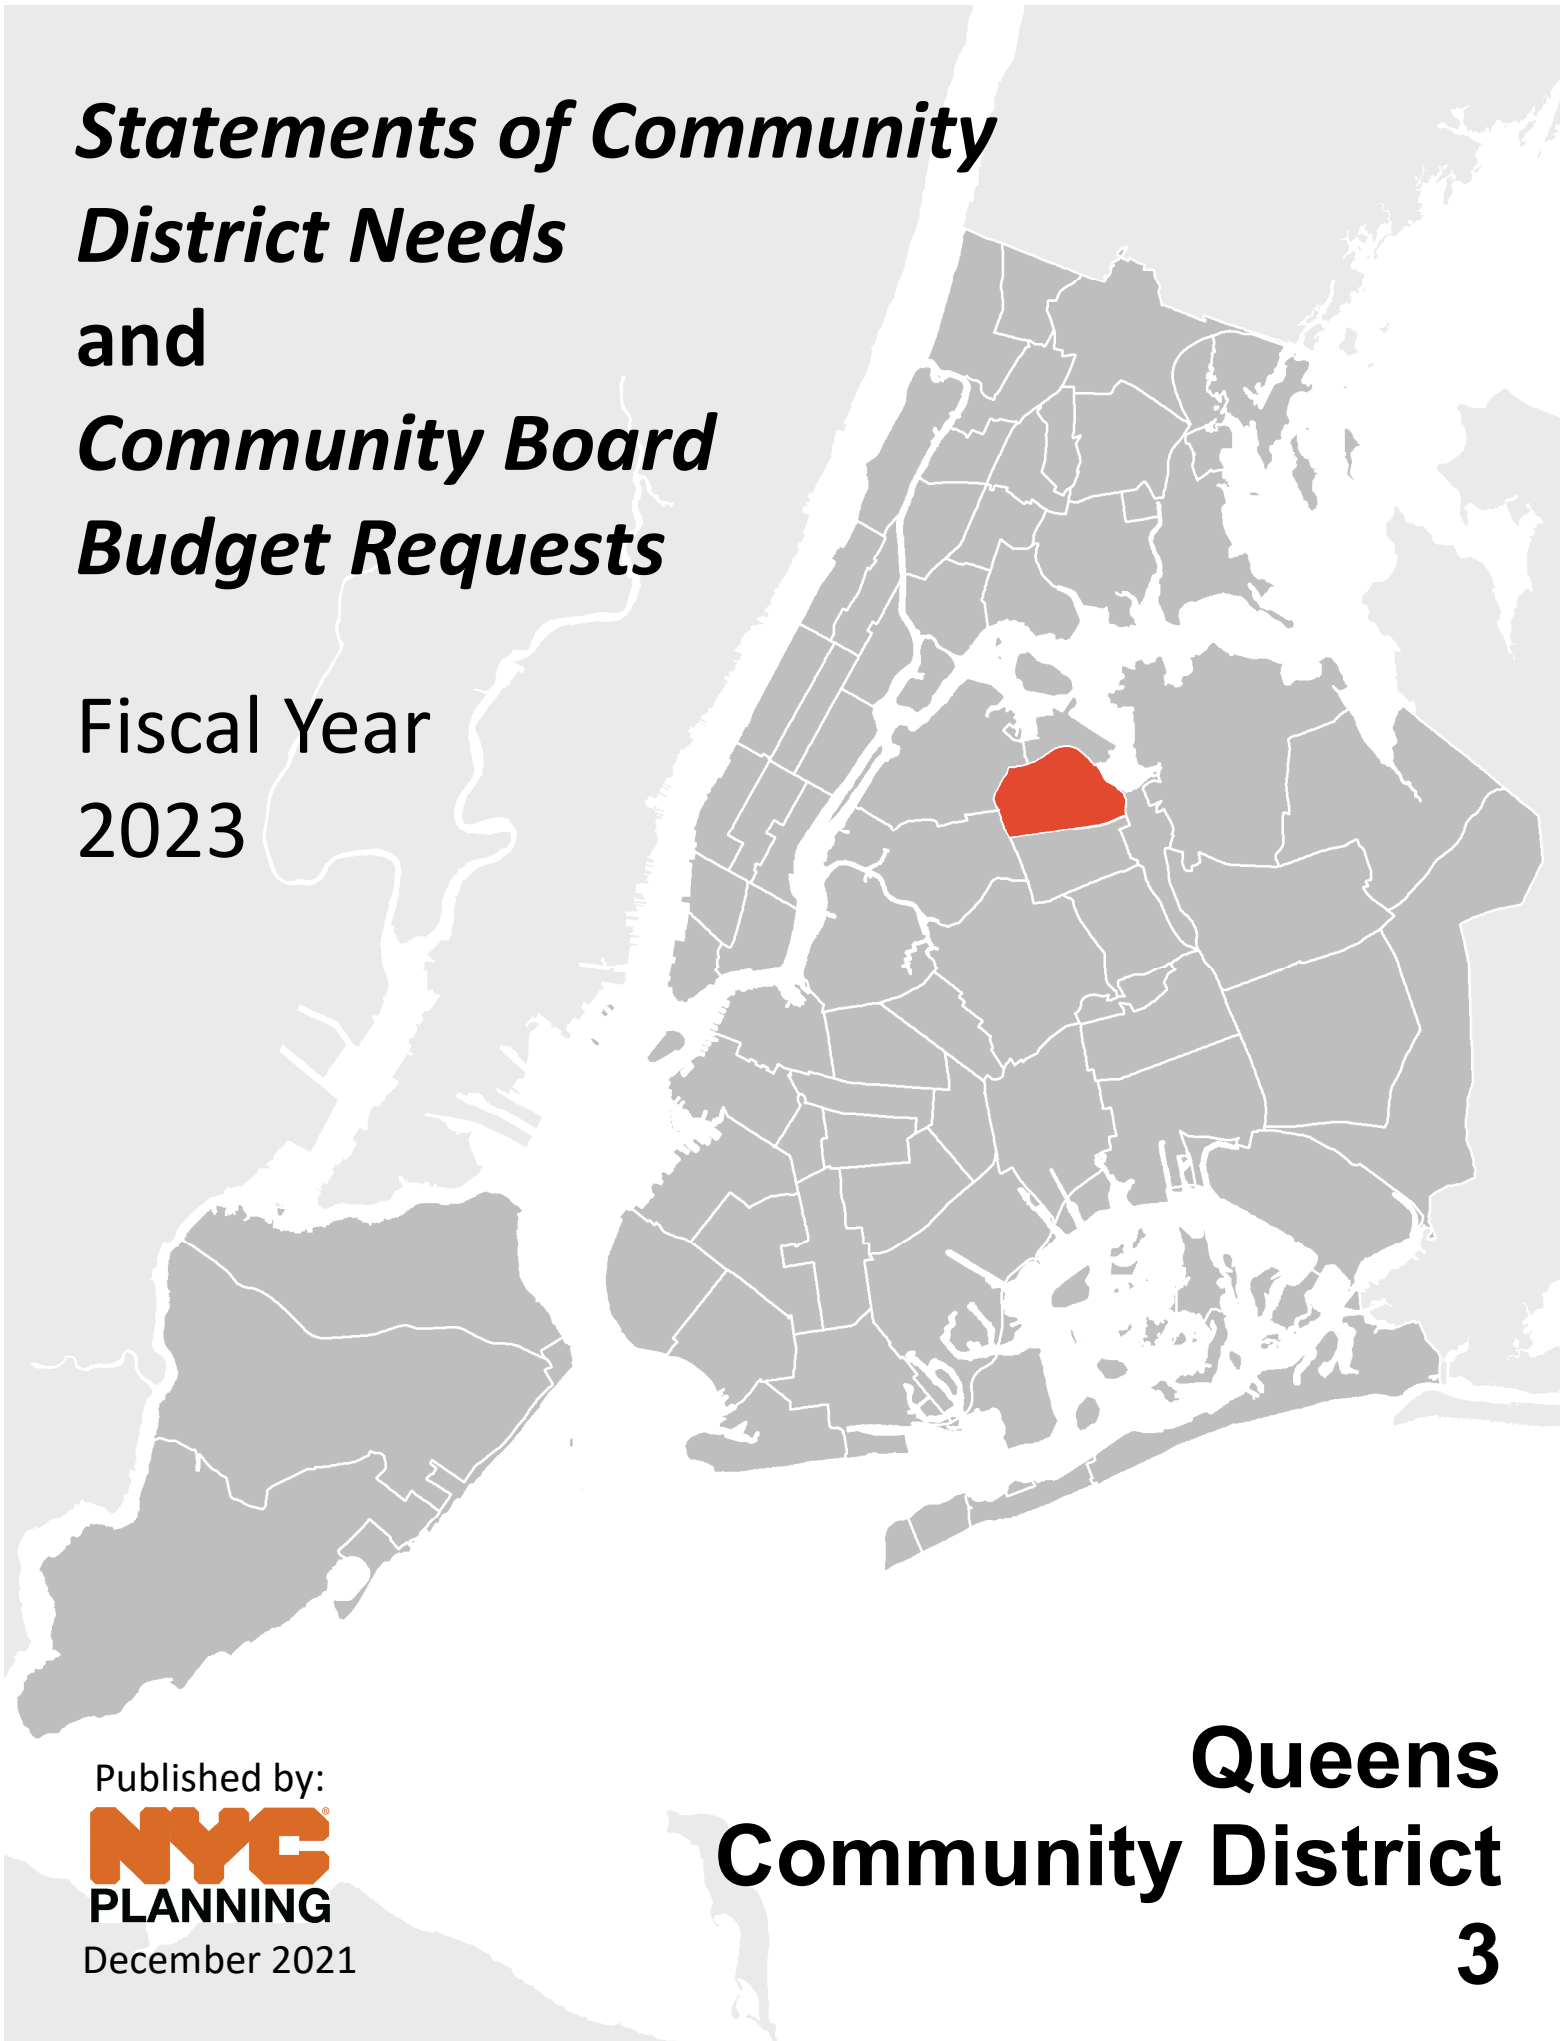 Statements of Community
District Needs
and
Community Board
Budget Requests
Fiscal Year
2023
Published by:
NYC®
PLANNING
December 2021
Queens
Community District
3